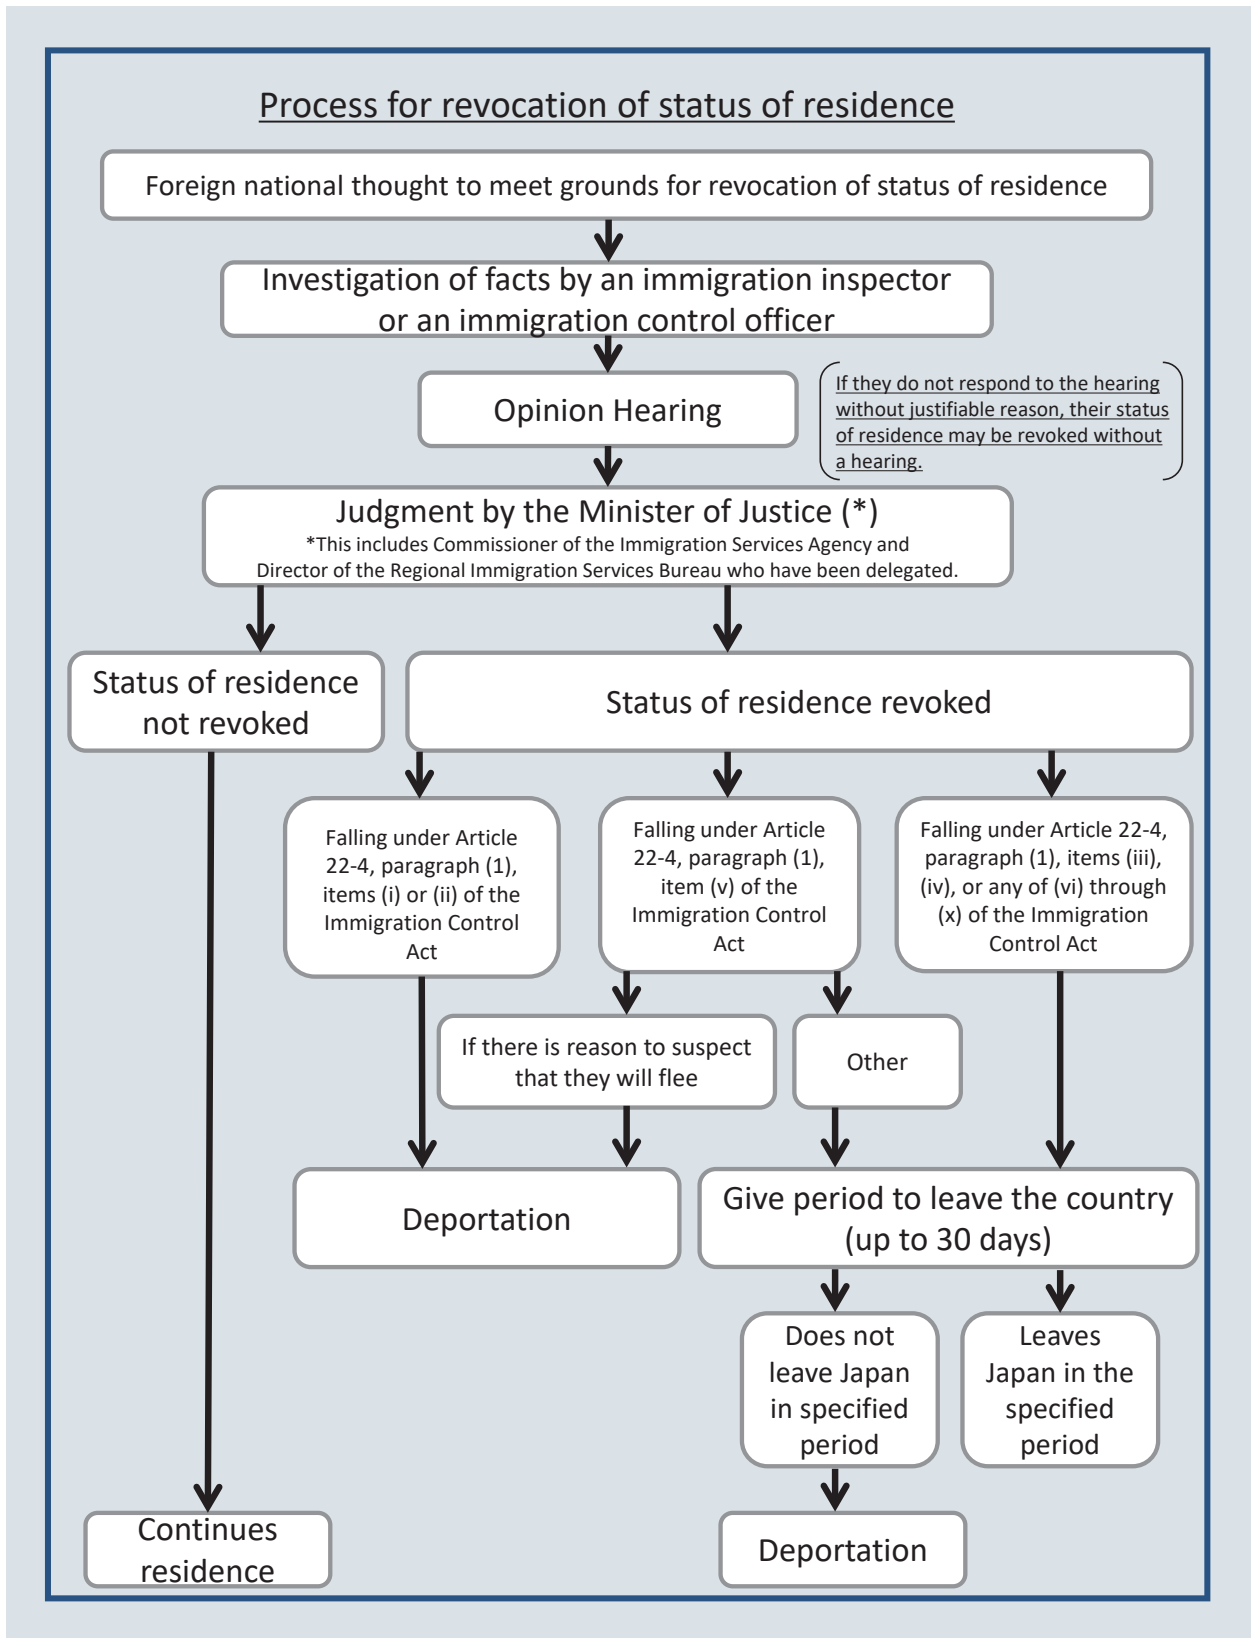 Process for revocation of status of residence
Foreign national thought to meet grounds for revocation of status of residence
Investigation of facts by an immigration inspector
or an immigration control officer
Opinion Hearing
If they do not respond to the hearing
without justifiable reason, their status
of residence may be revoked without
a hearing.
Judgment by the Minister of Justice (*)
*This includes Commissioner of the Immigration Services Agency and
Director of the Regional Immigration Services Bureau who have been delegated.
Status of residence
not revoked
Status of residence revoked
Falling under Article
22-4, paragraph (1),
items (i) or (ii) of the
Immigration Control
Act
Falling under Article
22-4, paragraph (1),
item (v) of the
Immigration Control
Act
Falling under Article 22-4,
paragraph (1), items (iii),
(iv), or any of (vi) through
(x) of the Immigration
Control Act
If there is reason to suspect
that they will flee
Other
Deportation
Give period to leave the country
(up to 30 days)
Does not
leave Japan
in specified
period
Leaves
Japan in the
specified
period
Continues
residence
Deportation